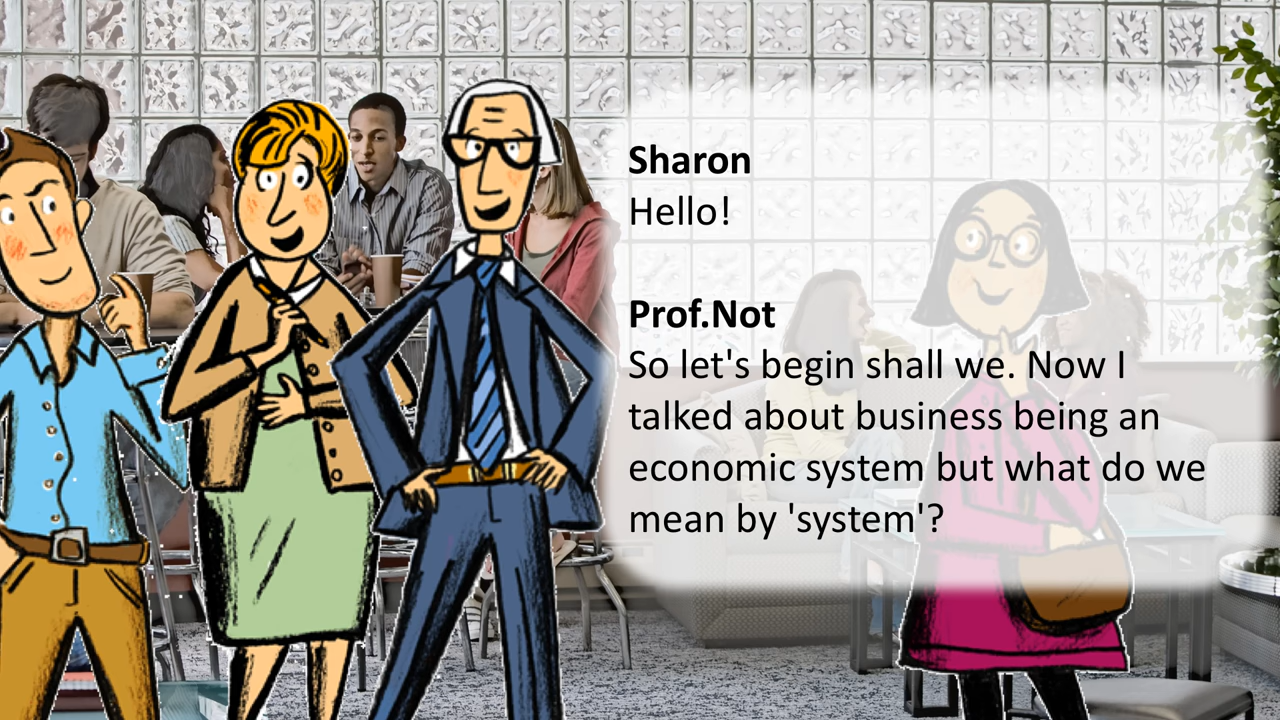 Sharon
Hello!
Prof.Not
So let's begin shall we. Now I
talked about business being an
economic system but what do we
mean by 'system'?